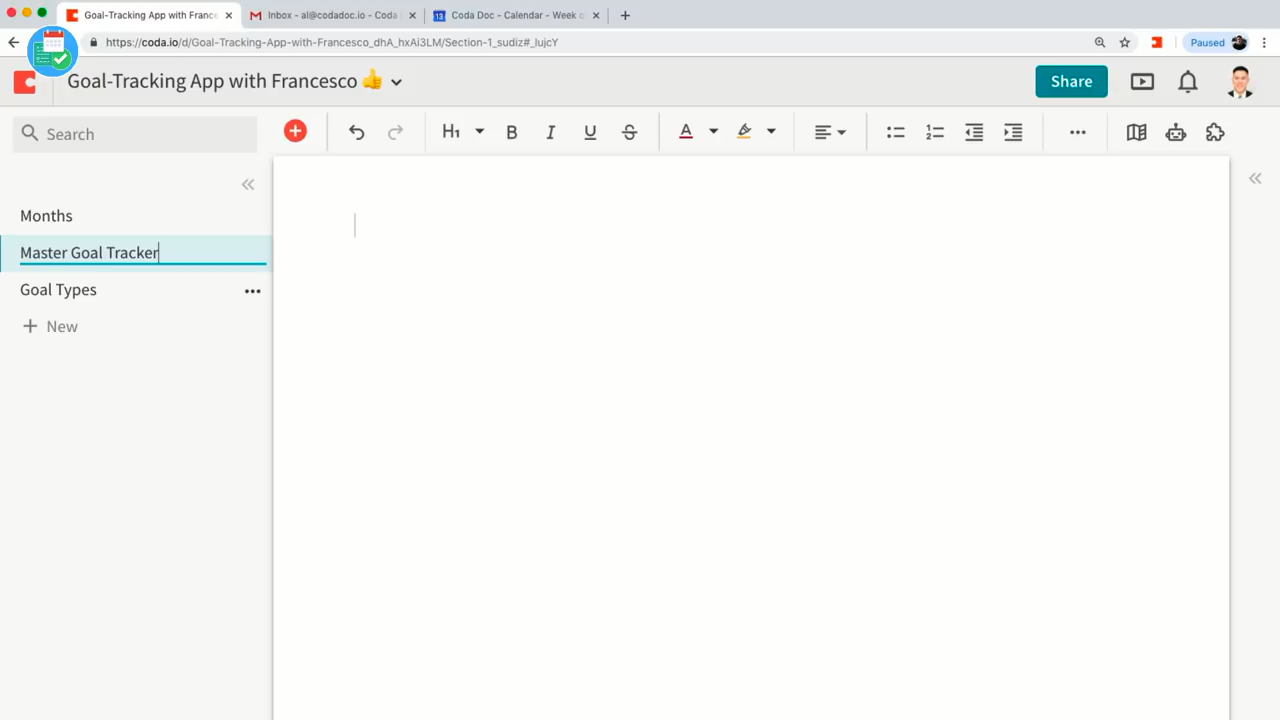 Goal-Tracking App with France
Inbox - al@codadoc.io - Coda
13 Coda Doc - Calendar - Week o
https://coda.io/d/Goal-Tracking-App-with-Francesco_dhA_hxAi3LM/Section-1_sudiz#_lujcY
Paused
Goal-Tracking App with Francesco 👍
Share
Search
H1 B I U S A
Months
Master Goal Tracker
Goal Types
New